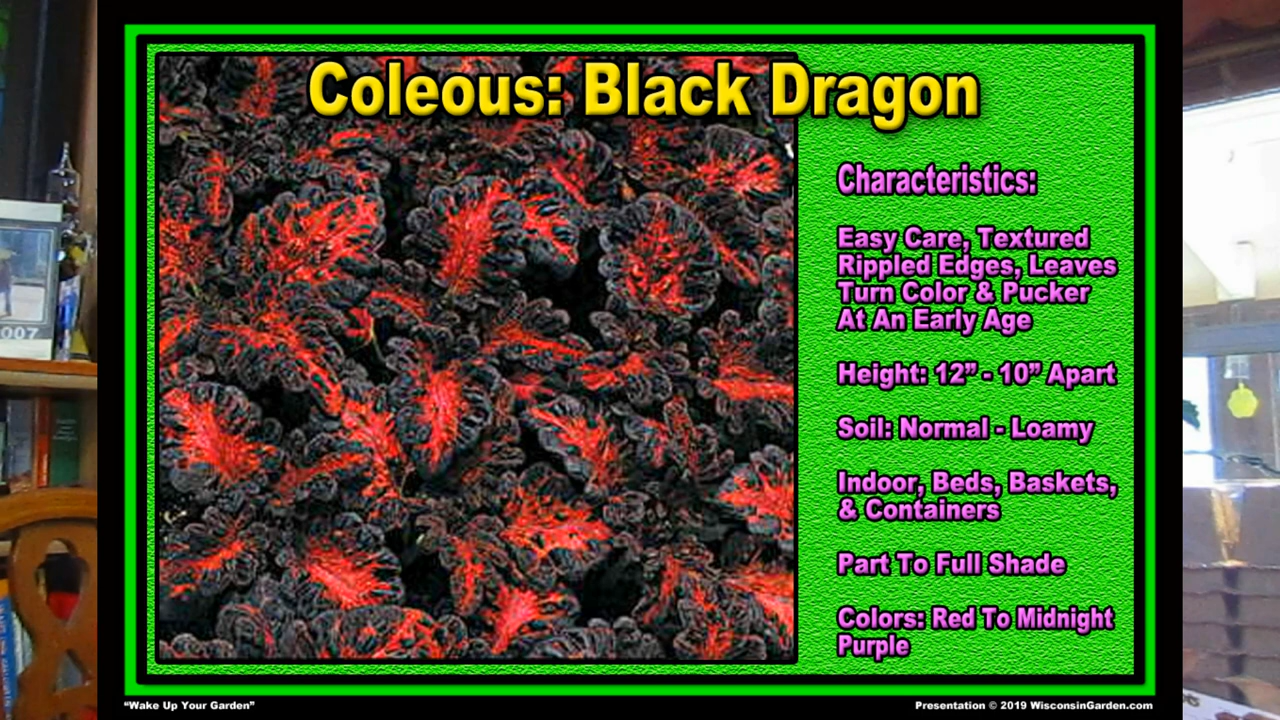 Coleous: Black Dragon
Characteristics:
Easy Care, Textured
Rippled Edges, Leaves
Turn Color & Pucker
At An Early Age
Height: 12” - 10” Apart
Soil: Normal - Loamy
Indoor, Beds, Baskets,
& Containers
Part To Full Shade
Colors: Red To Midnight
Purple
007
“Wake Up Your Garden”
Presentation © 2019 WisconsinGarden.com